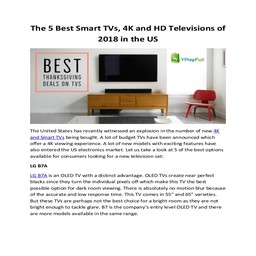 The 5 Best Smart TVs, 4K and HD Televisions of
2018 in the US
BEST
THANKSGIVING
DEALS ON TVS
YPayFull
The United States has recently witnessed an explosion in the number of new 4K
and Smart TVs being bought. A lot of budget TVs have been announced which
offer a 4K viewing experience. A lot of new models with exciting features have
also entered the US electronics market. Let us take a look at 5 of the best options
available for consumers looking for a new television set:
LG B7A
LG B7A is an OLED TV with a distinct advantage. OLED TVs create near perfect
blacks since they turn the individual pixels off which make this TV the best
possible option for dark room viewing. There is absolutely no motion blur because
of the accurate and low response time. This TV comes in 55" and 65" varieties.
But these TVs are perhaps not the best choice for a bright room as they are not
bright enough to tackle glare. B7 is the company's entry level OLED TV and there
are more models available in the same range.